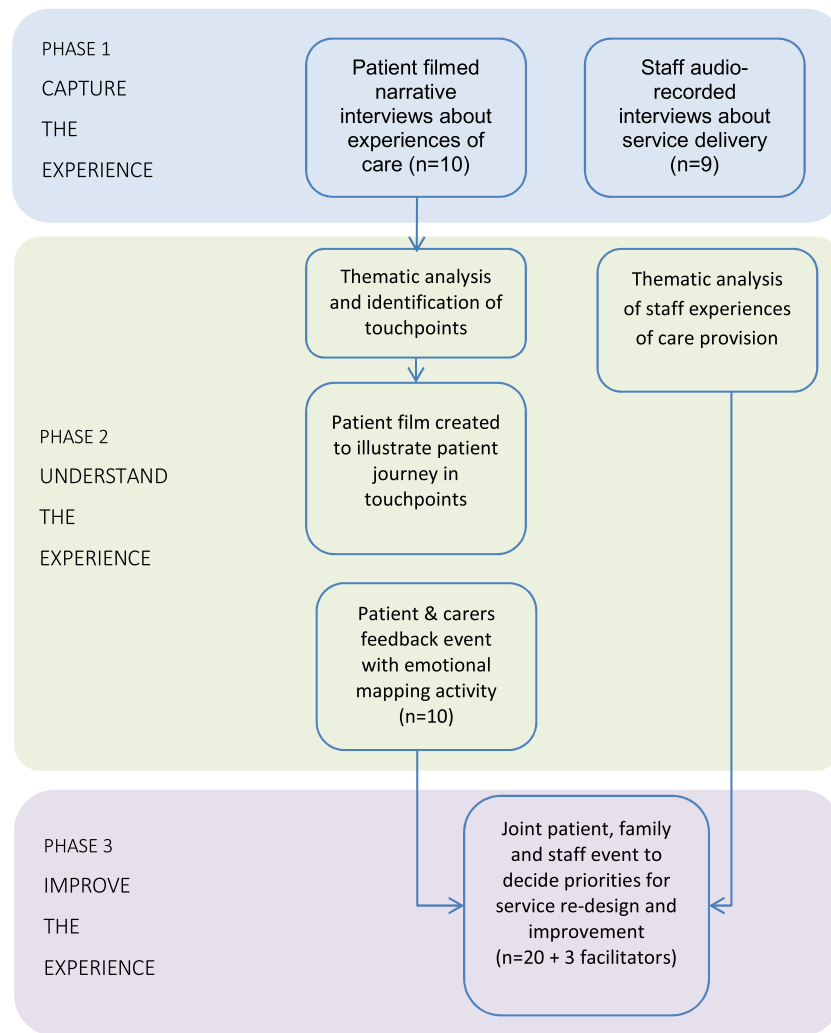 PHASE 1
CAPTURE
THE
EXPERIENCE
Patient filmed
narrative
interviews about
experiences of
care (n=10)
Staff audio-
recorded
interviews about
service delivery
(n=9)
PHASE 2
UNDERSTAND
THE
EXPERIENCE
Thematic analysis
and identification of
touchpoints
Thematic analysis
of staff experiences
of care provision
Patient film created
to illustrate patient
journey in
touchpoints
Patient & carers
feedback event
with emotional
mapping activity
(n=10)
PHASE 3
IMPROVE
THE
EXPERIENCE
Joint patient, family
and staff event to
decide priorities for
service re-design and
improvement
(n=20 + 3 facilitators)